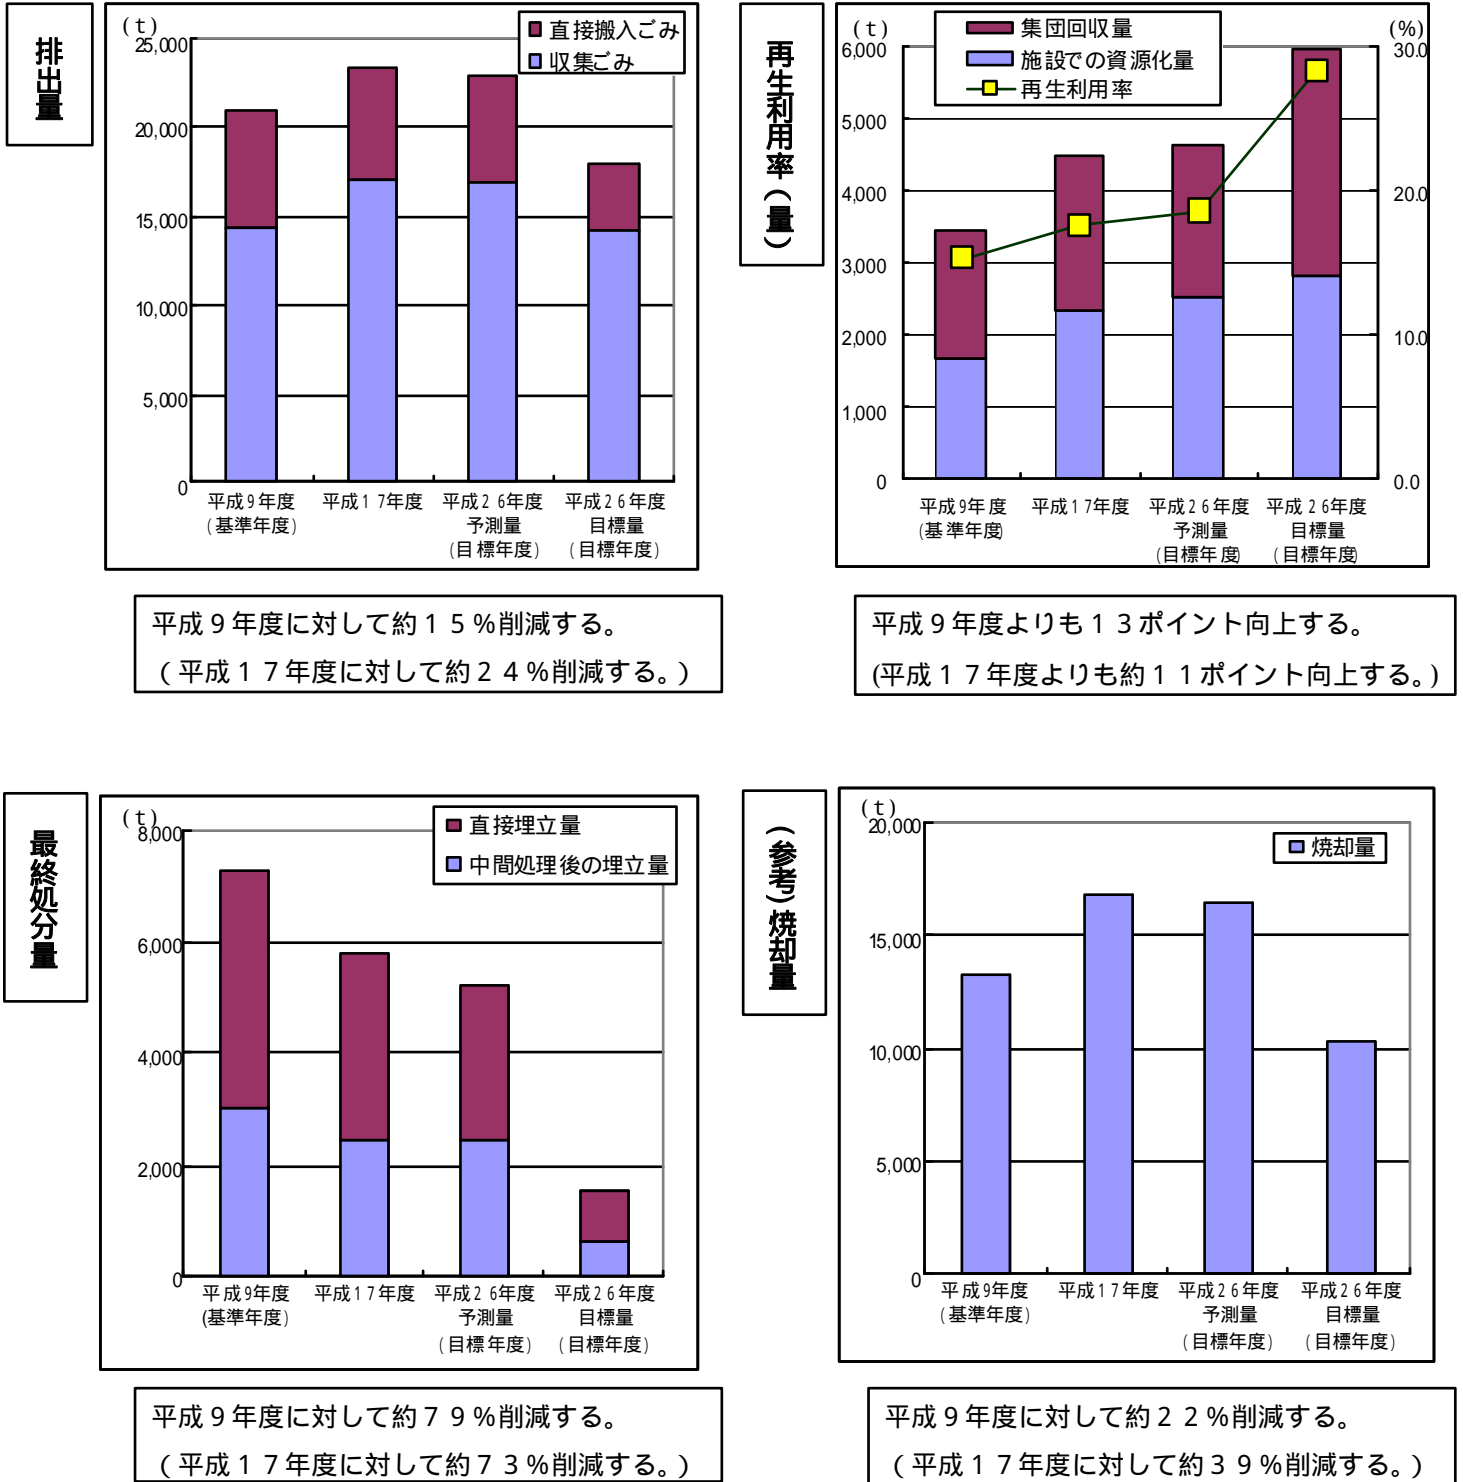 排出量
(t)
直接搬入ごみ
収集ごみ
25,000
20,000
15,000
10,000
5,000
0
平成9年度
(基準年度)
平成17年度
平成26年度
予測量
(目標年度)
平成26年度
目標量
(目標年度)
平成9年度に対して約15%削減する。
(平成17年度に対して約24%削減する。)
再生利用率(量)
(t)
(%)
集団回収量
施設での資源化量
再生利用率
6,000
5,000
4,000
3,000
2,000
1,000
0
30.0
20.0
10.0
0.0
平成9年度
(基準年度)
平成17年度
平成26年度
予測量
(目標年度)
平成26年度
目標量
(目標年度)
平成9年度よりも13ポイント向上する。
(平成17年度よりも約11ポイント向上する。)
最終処分量
(t)
直接埋立量
中間処理後の埋立量
8,000
6,000
4,000
2,000
0
平成9年度
(基準年度)
平成17年度
平成26年度
予測量
(目標年度)
平成26年度
目標量
(目標年度)
平成9年度に対して約79%削減する。
(平成17年度に対して約73%削減する。)
(参考)焼却量
(t)
焼却量
20,000
15,000
10,000
5,000
0
平成9年度
(基準年度)
平成17年度
平成26年度
予測量
(目標年度)
平成26年度
目標量
(目標年度)
平成9年度に対して約22%削減する。
(平成17年度に対して約39%削減する。)